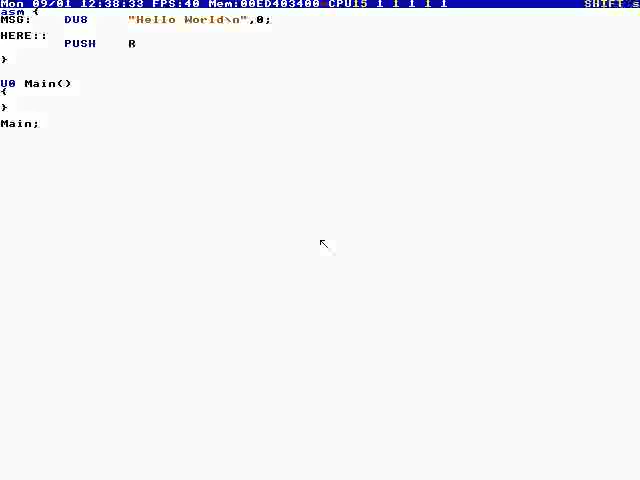 Mon 09/01 12:38:33 FPS:40 Mem:00ED403400 CPU15 1 1 1 1 1 SHIFT s
asm {
MSG: DU8 "Hello World\n",0;
HERE::
PUSH R
}
U0 Main()
{
}
Main;